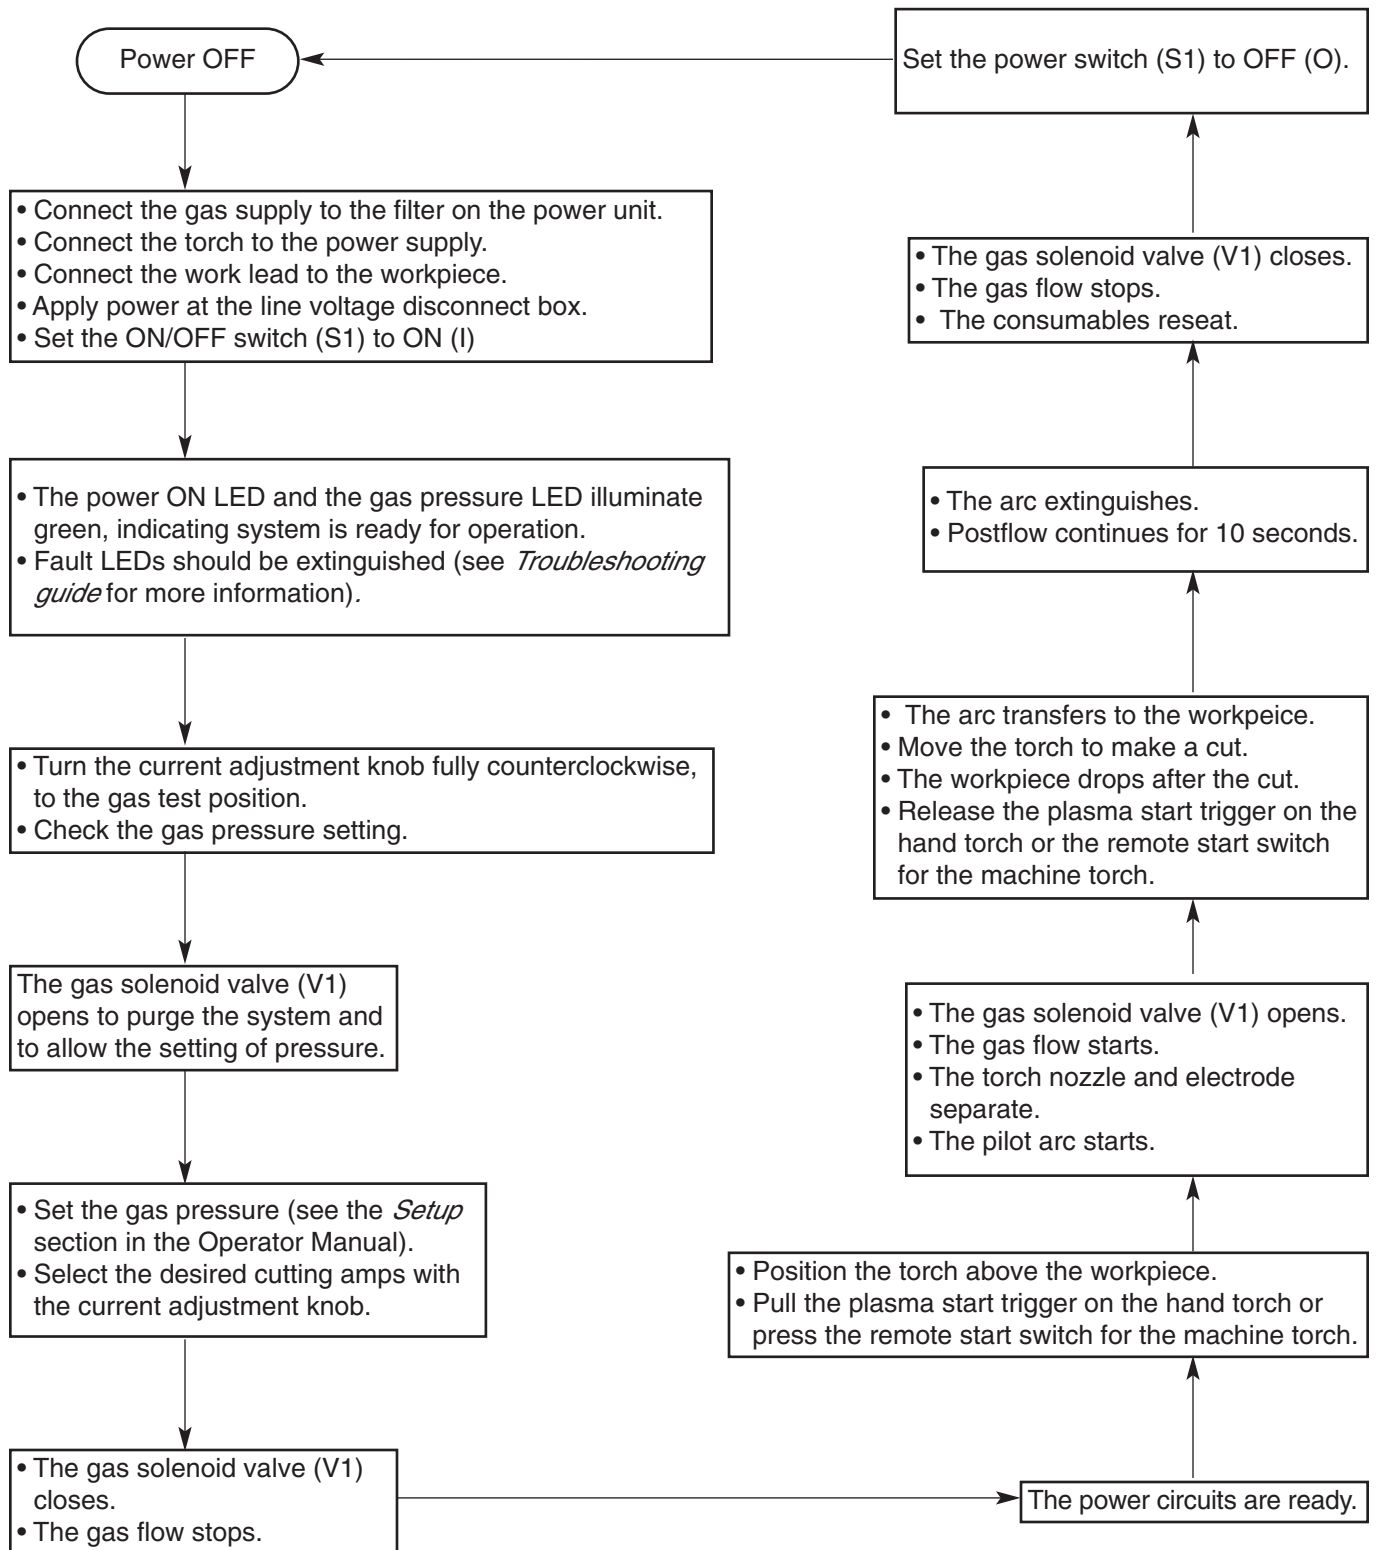 Power OFF
• Connect the gas supply to the filter on the power unit.
• Connect the torch to the power supply.
• Connect the work lead to the workpiece.
• Apply power at the line voltage disconnect box.
• Set the ON/OFF switch (S1) to ON (I)
• The power ON LED and the gas pressure LED illuminate
green, indicating system is ready for operation.
• Fault LEDs should be extinguished (see Troubleshooting
guide for more information).
• Turn the current adjustment knob fully counterclockwise,
to the gas test position.
• Check the gas pressure setting.
The gas solenoid valve (V1)
opens to purge the system and
to allow the setting of pressure.
• Set the gas pressure (see the Setup
section in the Operator Manual).
• Select the desired cutting amps with
the current adjustment knob.
• The gas solenoid valve (V1)
closes.
• The gas flow stops.
The power circuits are ready.
• Position the torch above the workpiece.
• Pull the plasma start trigger on the hand torch or
press the remote start switch for the machine torch.
• The gas solenoid valve (V1) opens.
• The gas flow starts.
• The torch nozzle and electrode
separate.
• The pilot arc starts.
• The arc transfers to the workpeice.
• Move the torch to make a cut.
• The workpiece drops after the cut.
• Release the plasma start trigger on the
hand torch or the remote start switch
for the machine torch.
• The arc extinguishes.
• Postflow continues for 10 seconds.
• The gas solenoid valve (V1) closes.
• The gas flow stops.
• The consumables reseat.
Set the power switch (S1) to OFF (O).